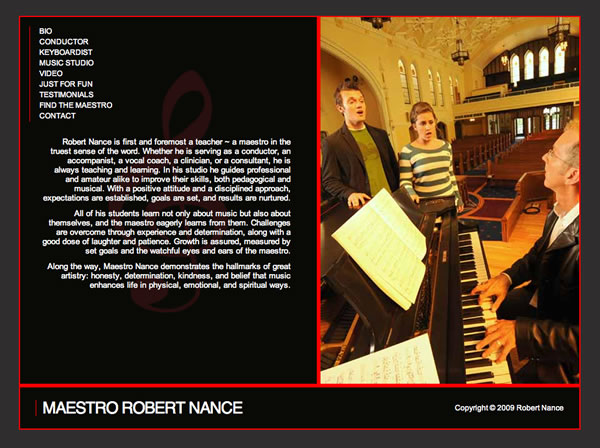 BIO
CONDUCTOR
KEYBOARDIST
MUSIC STUDIO
VIDEO
JUST FOR FUN
TESTIMONIALS
FIND THE MAESTRO
CONTACT
Robert Nance is first and foremost a teacher ~ a maestro in the
truest sense of the word. Whether he is serving as a conductor, an
accompanist, a vocal coach, a clinician, or a consultant, he is
always teaching and learning. In his studio he guides professional
and amateur alike to improve their skills, both pedagogical and
musical. With a positive attitude and a disciplined approach,
expectations are established, goals are set, and results are nurtured.
All of his students learn not only about music but also about
themselves, and the maestro eagerly learns from them. Challenges
are overcome through experience and determination, along with a
good dose of laughter and patience. Growth is assured, measured by
set goals and the watchful eyes and ears of the maestro.
Along the way, Maestro Nance demonstrates the hallmarks of great
artistry: honesty, determination, kindness, and belief that music
enhances life in physical, emotional, and spiritual ways.
MAESTRO ROBERT NANCE
Copyright © 2009 Robert Nance